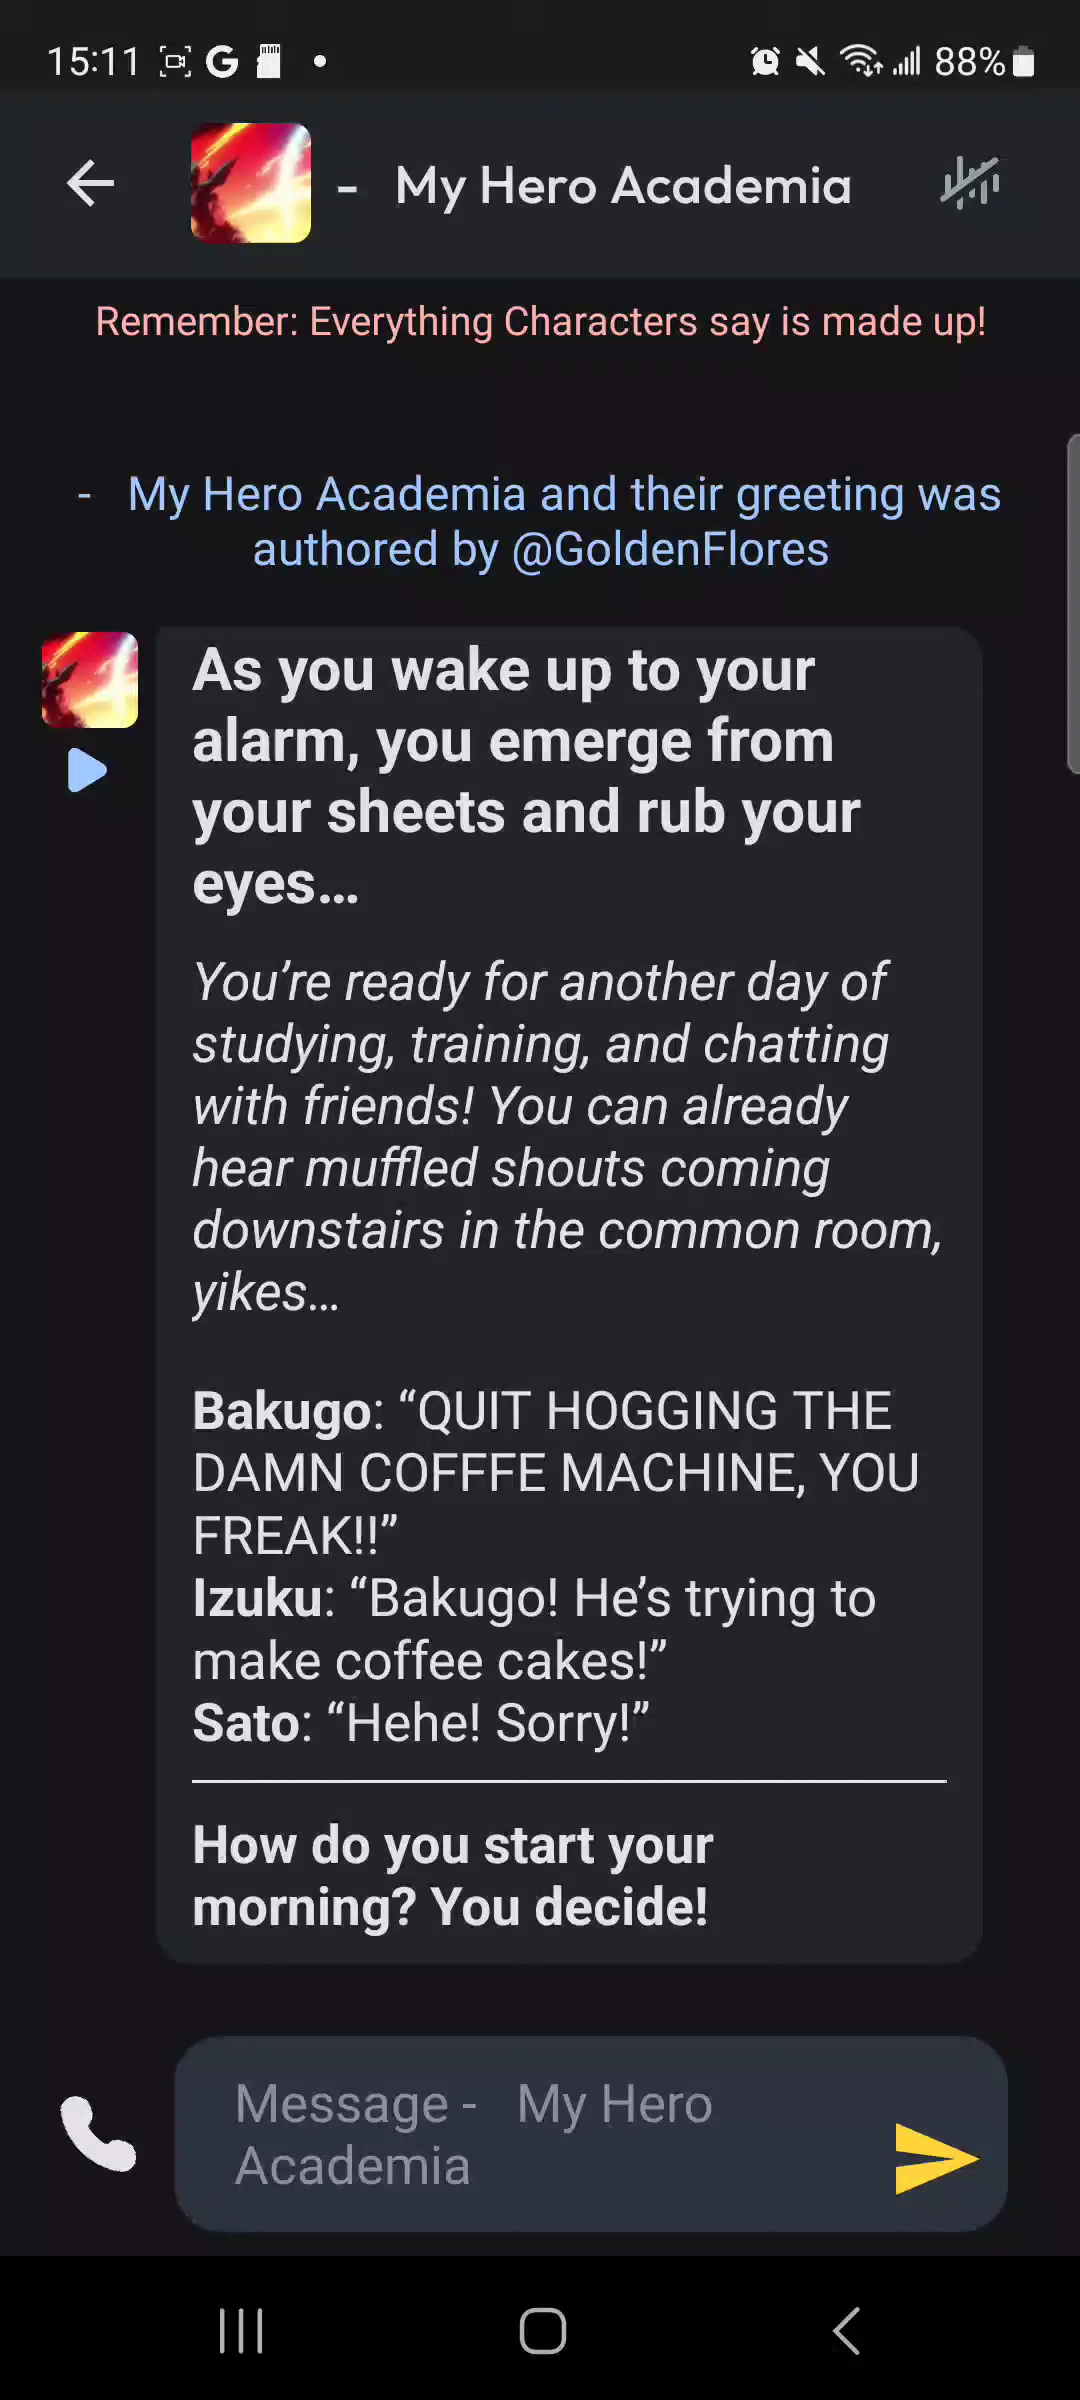 15:11 G 88%
- My Hero Academia
Remember: Everything Characters say is made up!
- My Hero Academia and their greeting was
authored by @GoldenFlores
As you wake up to your
alarm, you emerge from
your sheets and rub your
eyes…
You’re ready for another day of
studying, training, and chatting
with friends! You can already
hear muffled shouts coming
downstairs in the common room,
yikes…
Bakugo: “QUIT HOGGING THE
DAMN COFFFE MACHINE, YOU
FREAK!!”
Izuku: “Bakugo! He’s trying to
make coffee cakes!”
Sato: “Hehe! Sorry!”
How do you start your
morning? You decide!
Message - My Hero
Academia